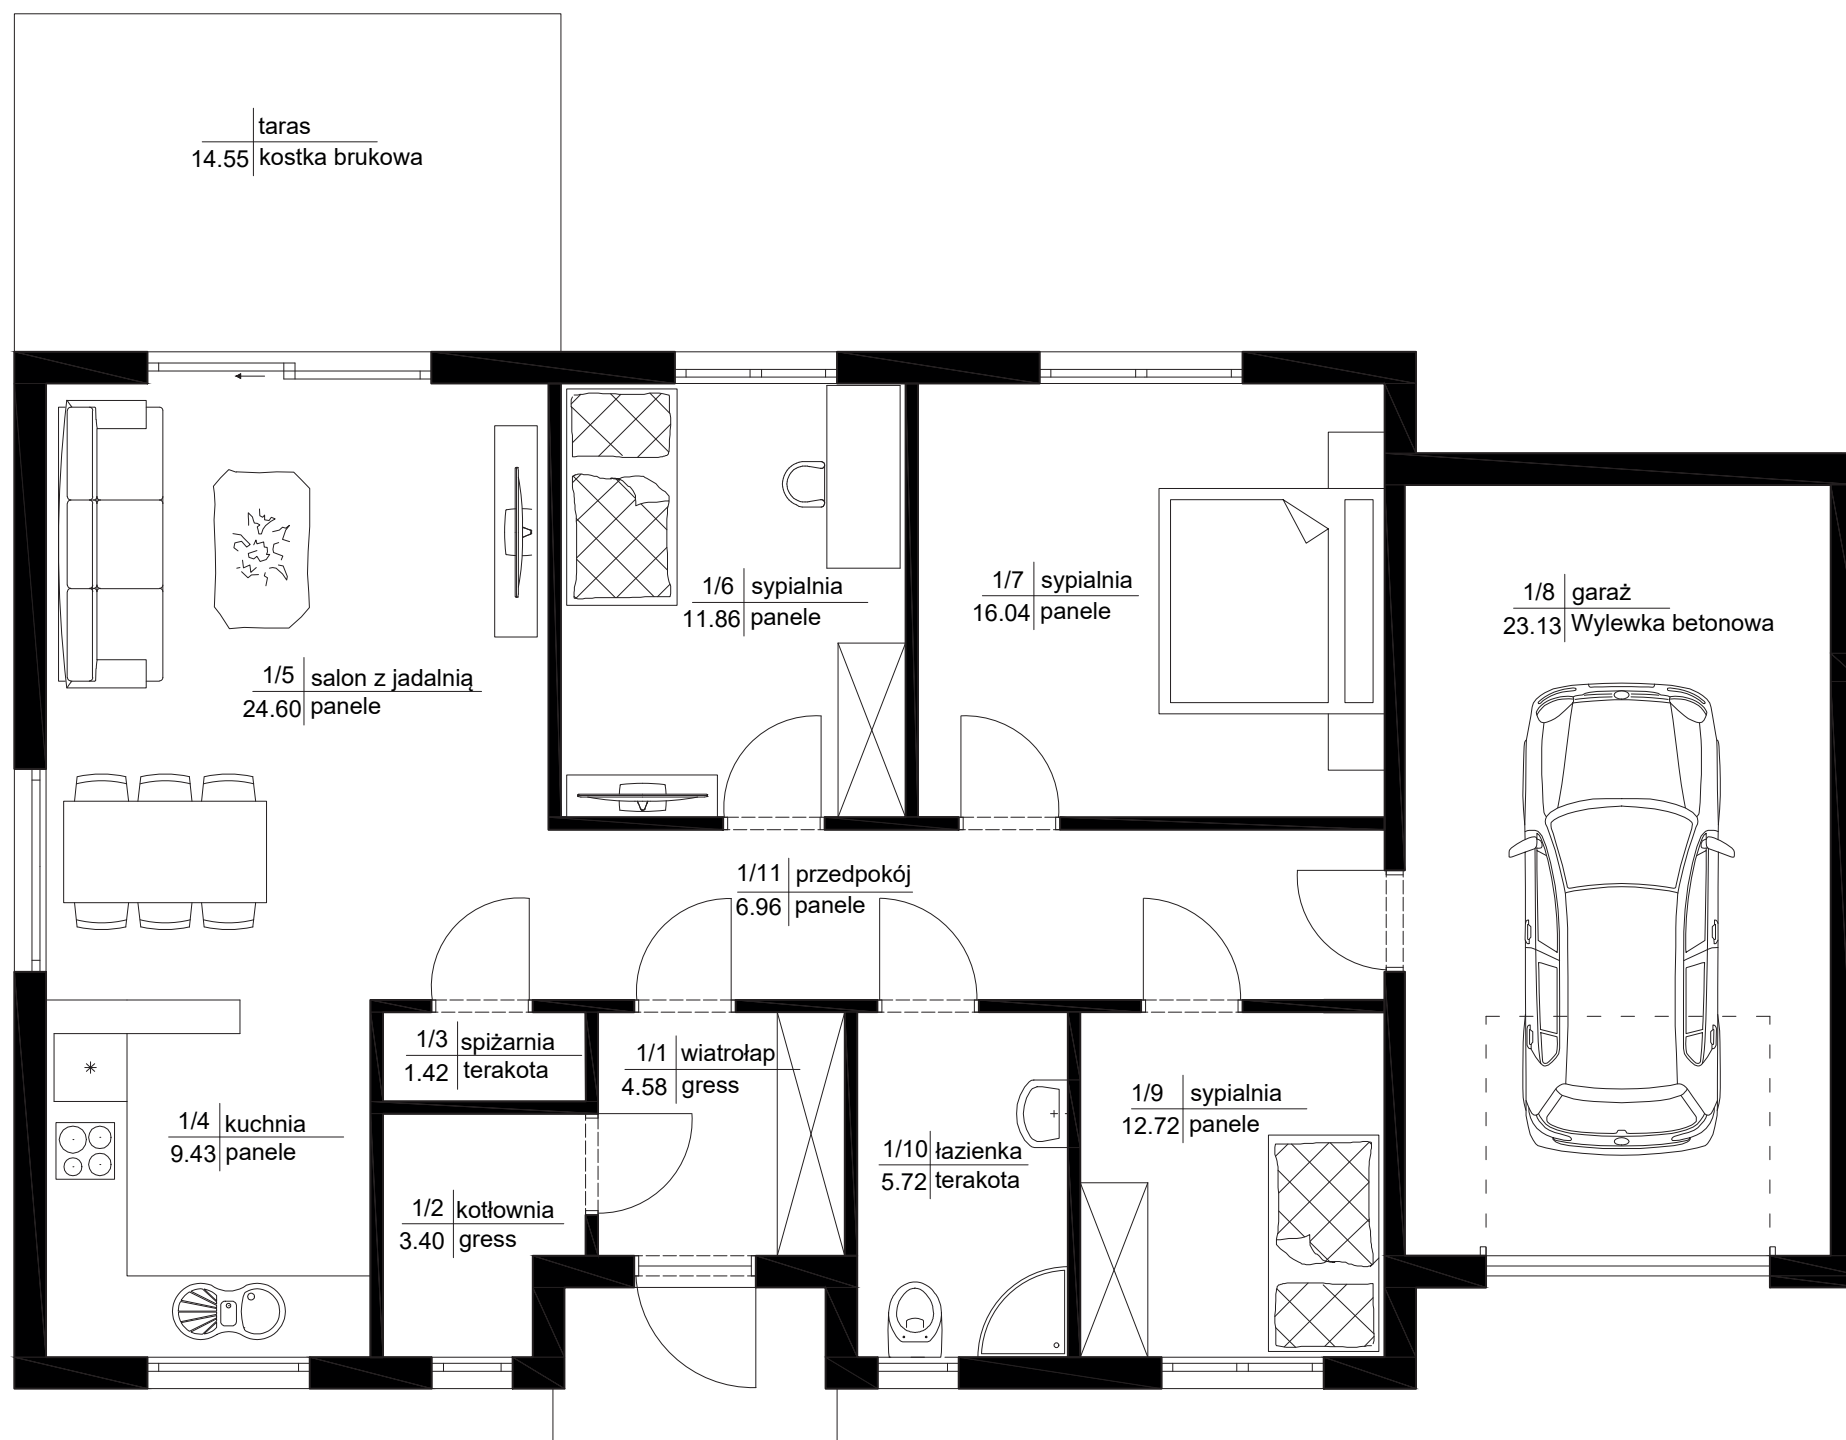 taras
14.55 kostka brukowa
1/6 sypialnia
11.86 panele
1/7 sypialnia
16.04 panele
1/8 garaż
23.13 Wylewka betonowa
1/5 salon z jadalnią
24.60 panele
1/11 przedpokój
6.96 panele
1/3 spiżarnia
1.42 terakota
1/1 wiatrołap
4.58 gress
1/4 kuchnia
9.43 panele
1/9 sypialnia
12.72 panele
1/10 łazienka
5.72 terakota
1/2 kotłownia
3.40 gress